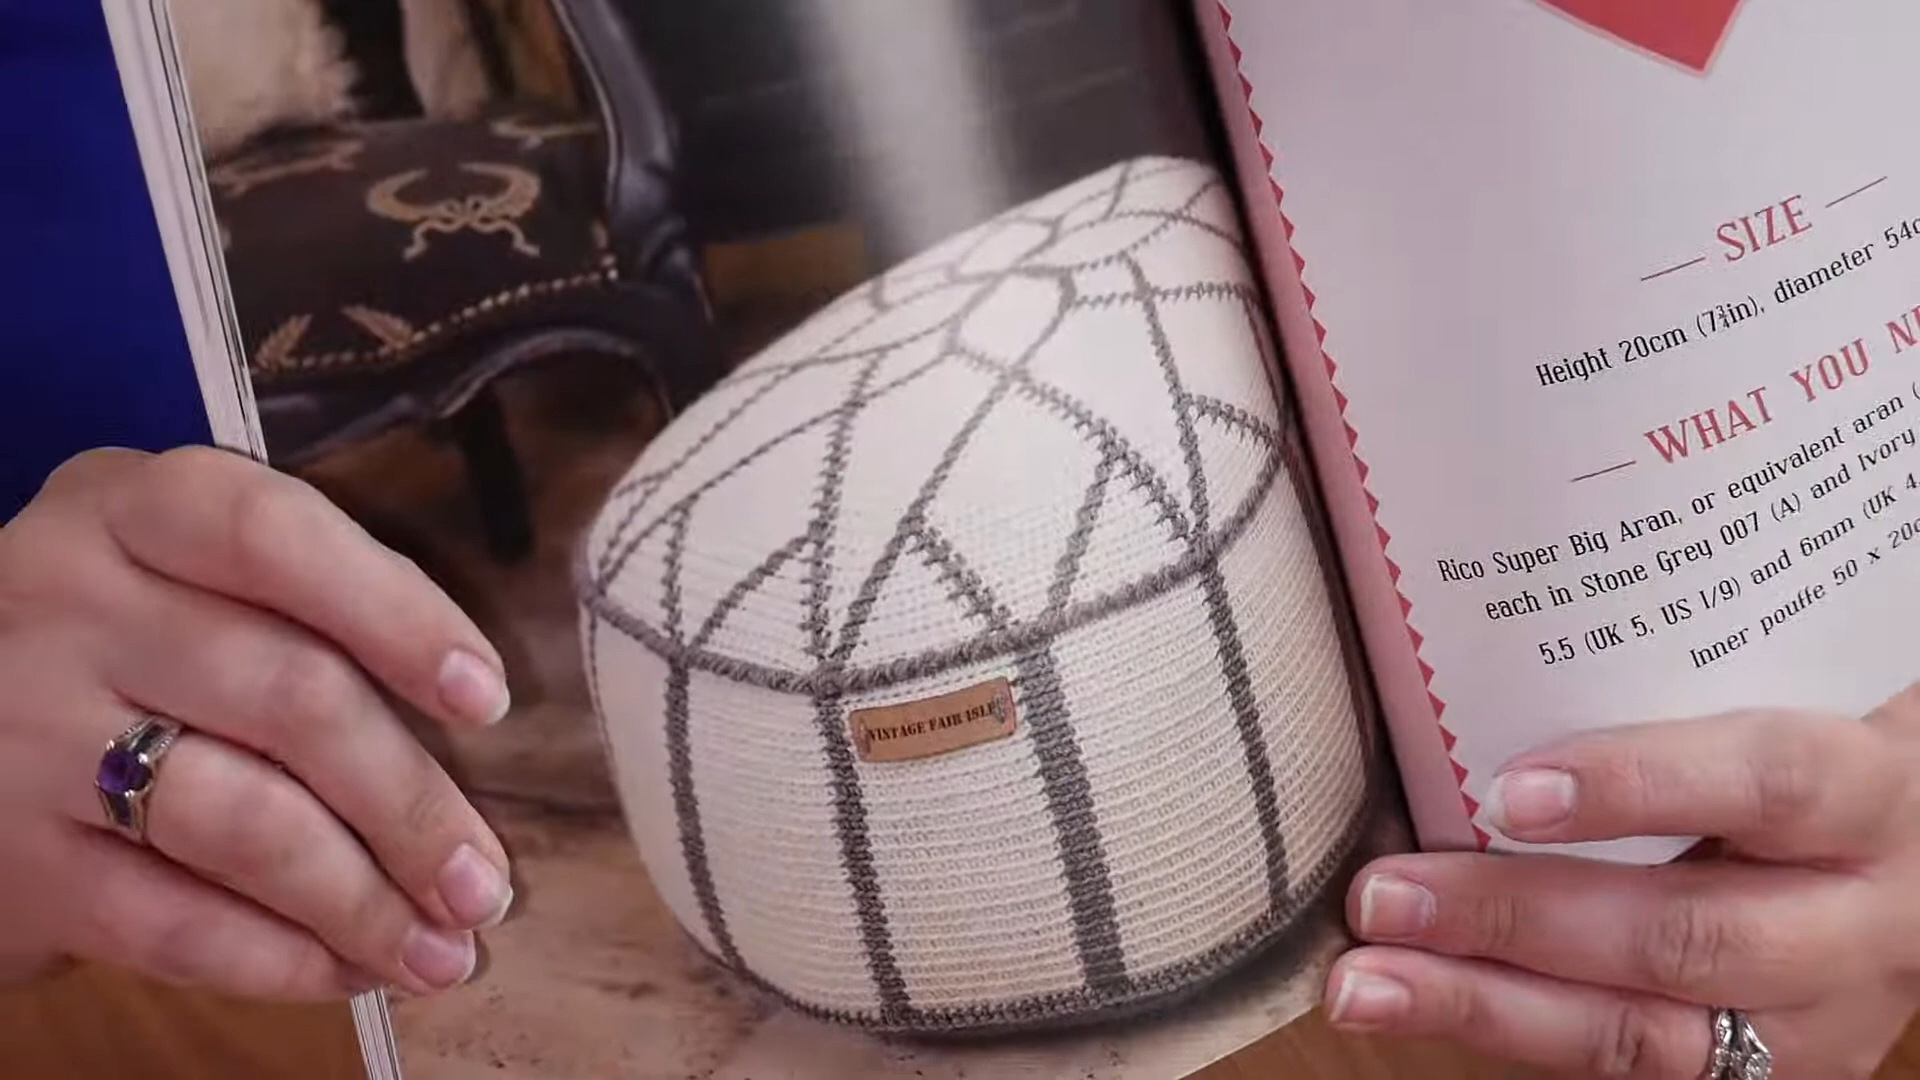 VINTAGE FAIR ISLE
SIZE
Height 20cm (7¾in), diameter 54c
WHAT YOU N
Rico Super Big Aran, or equivalent aran (
each in Stone Grey 007 (A) and Ivory
5.5 (UK 5, US I/9) and 6mm (UK 4,
Inner pouffe 50 x 20c